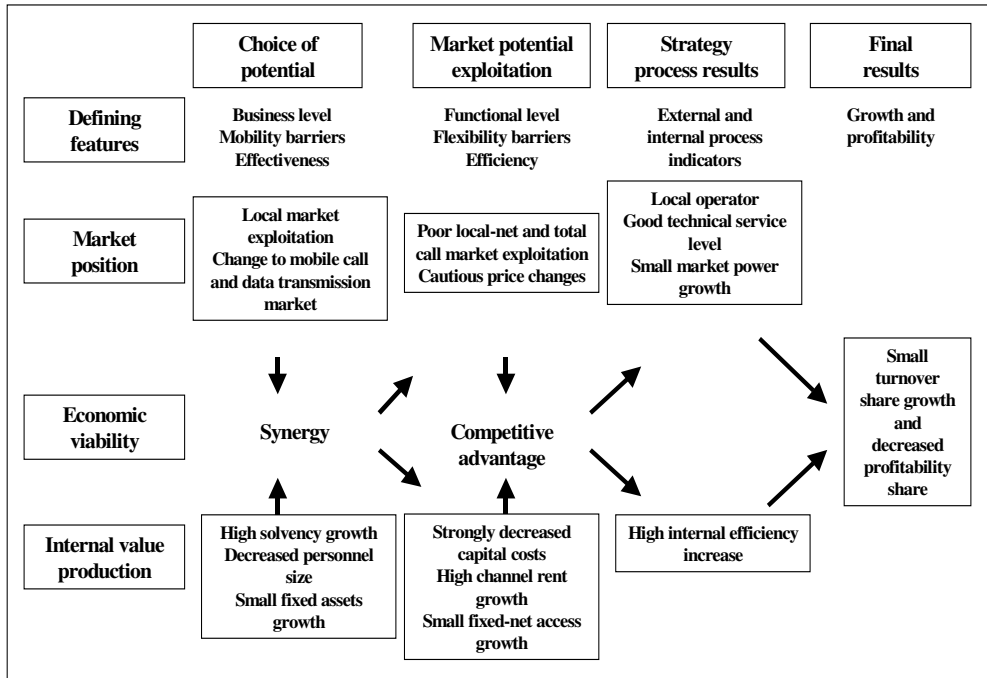 Choice of
potential
Market potential
exploitation
Strategy
process results
Final
results
Defining
features
Business level
Mobility barriers
Effectiveness
Functional level
Flexibility barriers
Efficiency
External and
internal process
indicators
Growth and
profitability
Market
position
Local market
exploitation
Change to mobile call
and data transmission
market
Poor local-net and total
call market exploitation
Cautious price changes
Local operator
Good technical service
level
Small market power
growth
Economic
viability
Synergy
Competitive
advantage
Small
turnover
share growth
and
decreased
profitability
share
Internal value
production
High solvency growth
Decreased personnel
size
Small fixed assets
growth
Strongly decreased
capital costs
High channel rent
growth
Small fixed-net access
growth
High internal efficiency
increase